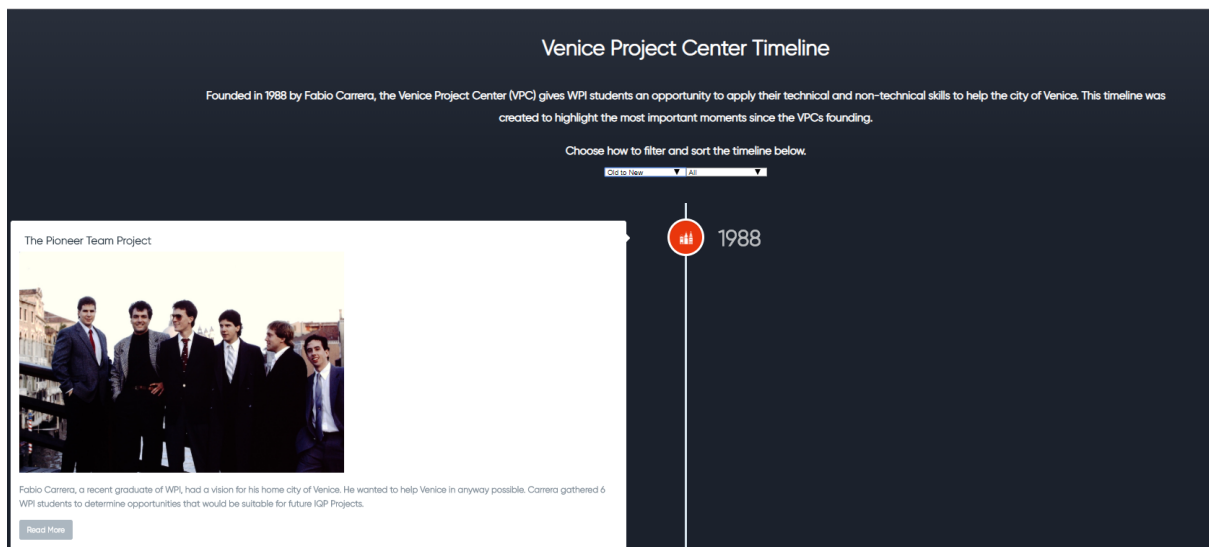 Venice Project Center Timeline
Founded in 1988 by Fabio Carrera, the Venice Project Center (VPC) gives WPI students an opportunity to apply their technical and non-technical skills to help the city of Venice. This timeline was
created to highlight the most important moments since the VPCs founding.
Choose how to filter and sort the timeline below.
Old to New All
The Pioneer Team Project
1988
Fabio Carrera, a recent graduate of WPI, had a vision for his home city of Venice. He wanted to help Venice in anyway possible. Carrera gathered 6
WPI students to determine opportunities that would be suitable for future IQP Projects.
Read More